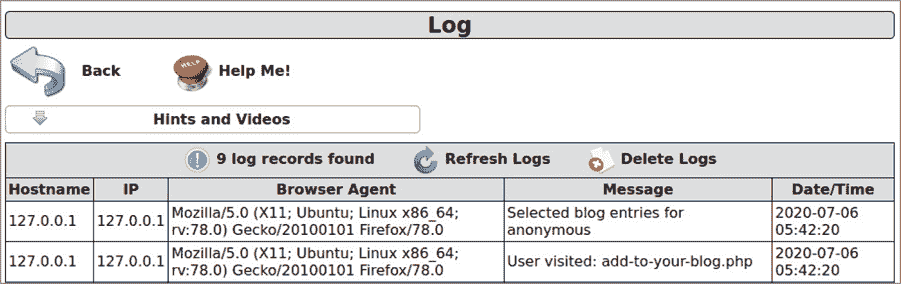 Log
Back Help Me!
Hints and Videos
9 log records found Refresh Logs Delete Logs
Hostname IP Browser Agent Message Date/Time
127.0.0.1 127.0.0.1 Mozilla/5.0 (X11; Ubuntu; Linux x86_64; Selected blog entries for 2020-07-06
rv:78.0) Gecko/20100101 Firefox/78.0 anonymous 05:42:20
127.0.0.1 127.0.0.1 Mozilla/5.0 (X11; Ubuntu; Linux x86_64; User visited: add-to-your-blog.php 2020-07-06
rv:78.0) Gecko/20100101 Firefox/78.0 05:42:20